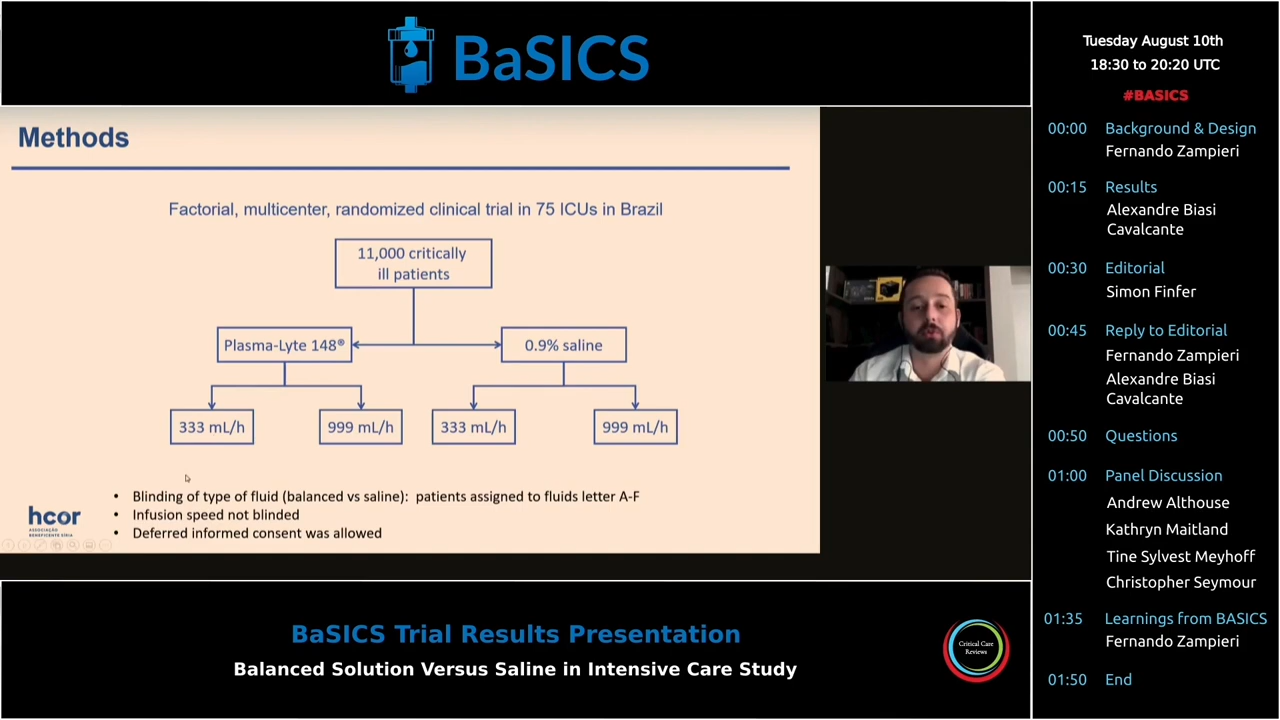 BaSICS
Methods
Factorial, multicenter, randomized clinical trial in 75 ICUs in Brazil
11,000 critically
ill patients
Plasma-Lyte 148®
0.9% saline
333 mL/h
999 mL/h
333 mL/h
999 mL/h
• Blinding of type of fluid (balanced vs saline): patients assigned to fluids letter A-F
• Infusion speed not blinded
• Deferred informed consent was allowed
hcor
ASSOCIAÇÃO
BENEFICENTE SÍRIA
BaSICS Trial Results Presentation
Balanced Solution Versus Saline in Intensive Care Study
Critical Care
Reviews
Tuesday August 10th
18:30 to 20:20 UTC
#BASICS
00:00 Background & Design
Fernando Zampieri
00:15 Results
Alexandre Biasi
Cavalcante
00:30 Editorial
Simon Finfer
00:45 Reply to Editorial
Fernando Zampieri
Alexandre Biasi
Cavalcante
00:50 Questions
01:00 Panel Discussion
Andrew Althouse
Kathryn Maitland
Tine Sylvest Meyhoff
Christopher Seymour
01:35 Learnings from BASICS
Fernando Zampieri
01:50 End